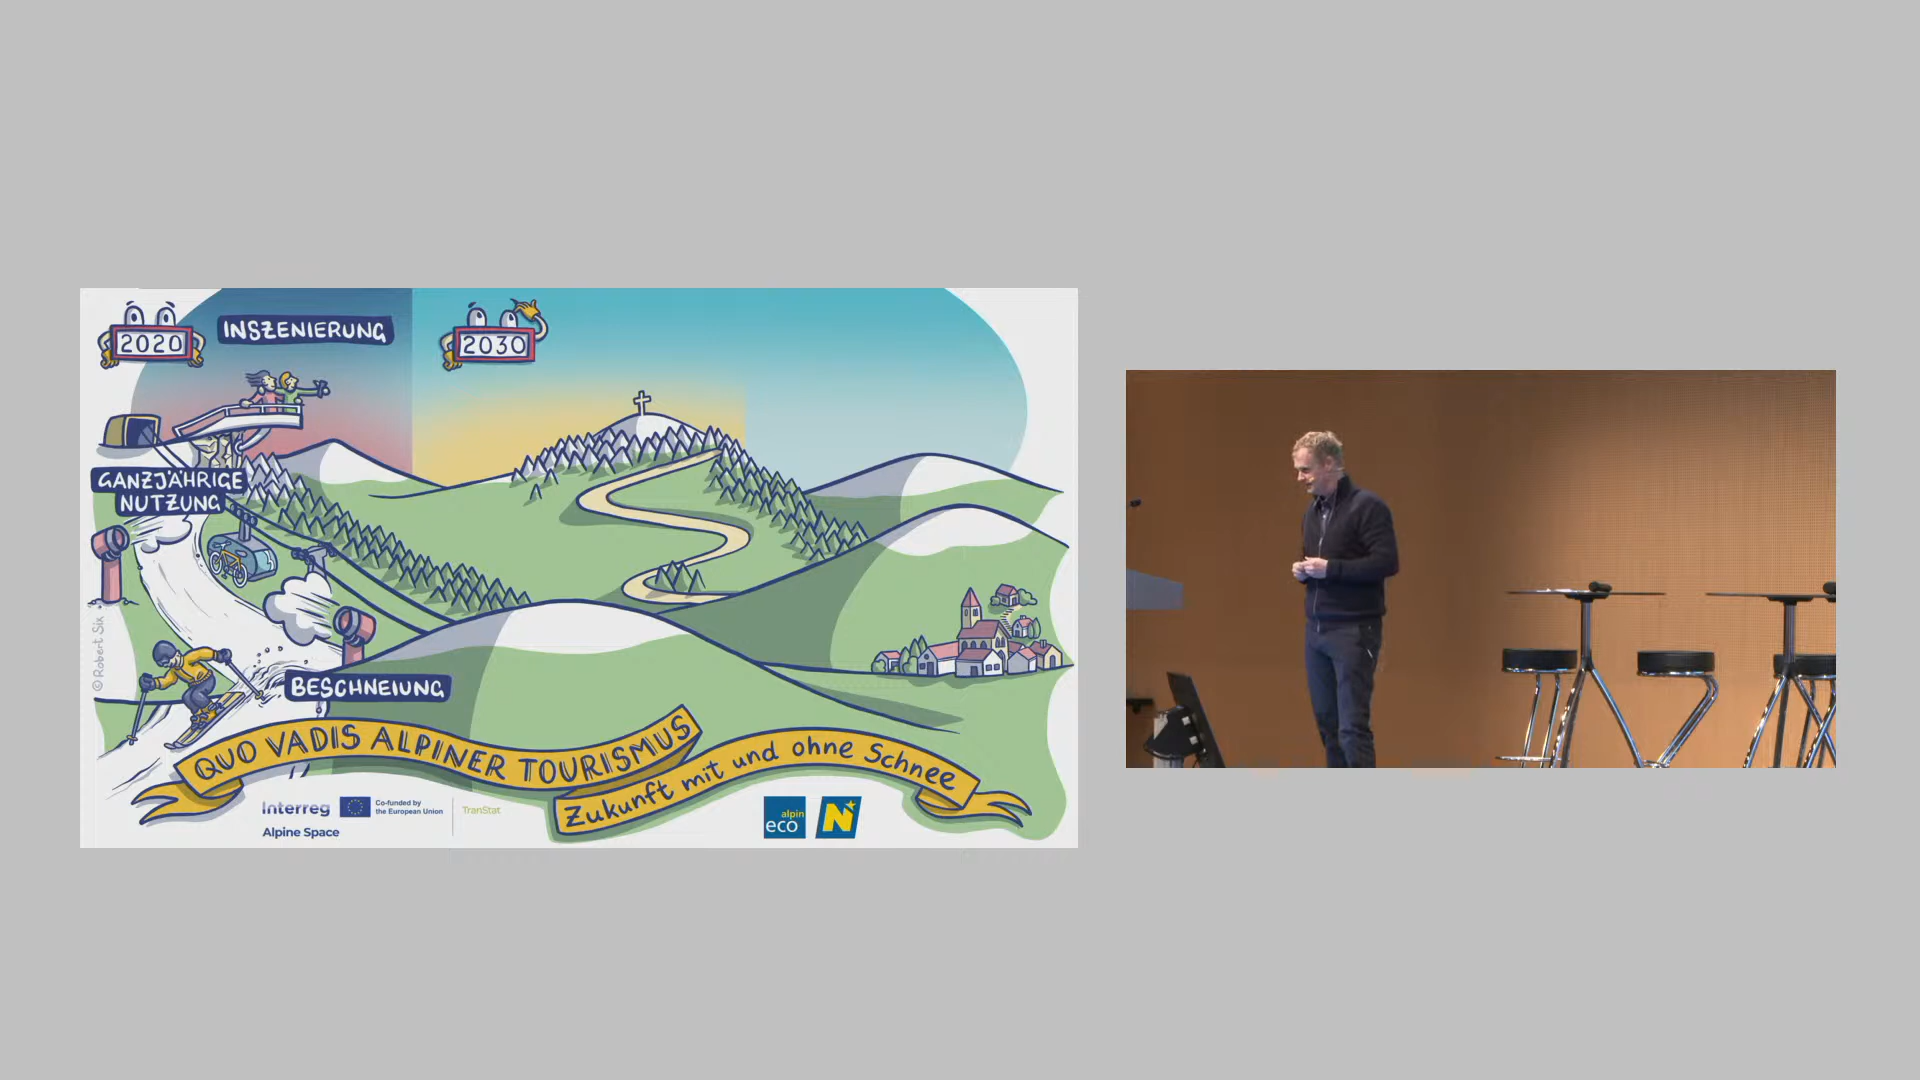 2020
INSZENIERUNG
2030
GANZJÄHRIGE
NUTZUNG
© Robert Six
BESCHNEIUNG
QUO VADIS ALPINER TOURISMUS
Zukunft mit und ohne Schnee
Interreg
Co-funded by
the European Union
TranStat
Alpine Space
alpin
eco
N